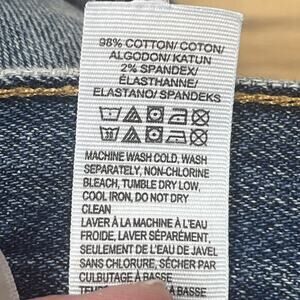 98% COTTON/ COTON/
ALGODON/ KATUN
2% SPANDEX/
ÉLASTHANNE/
ELASTANO/ SPANDEKS
MACHINE WASH COLD, WASH
SEPARATELY, NON-CHLORINE
BLEACH, TUMBLE DRY LOW,
COOL IRON, DO NOT DRY
CLEAN
LAVER À LA MACHINE À L'EAU
FROIDE, LAVER SÉPARÉMENT,
SEULEMENT DE L'EAU DE JAVEL
SANS CHLORURE, SÉCHER PAR
CULBUTAGE À BASSE